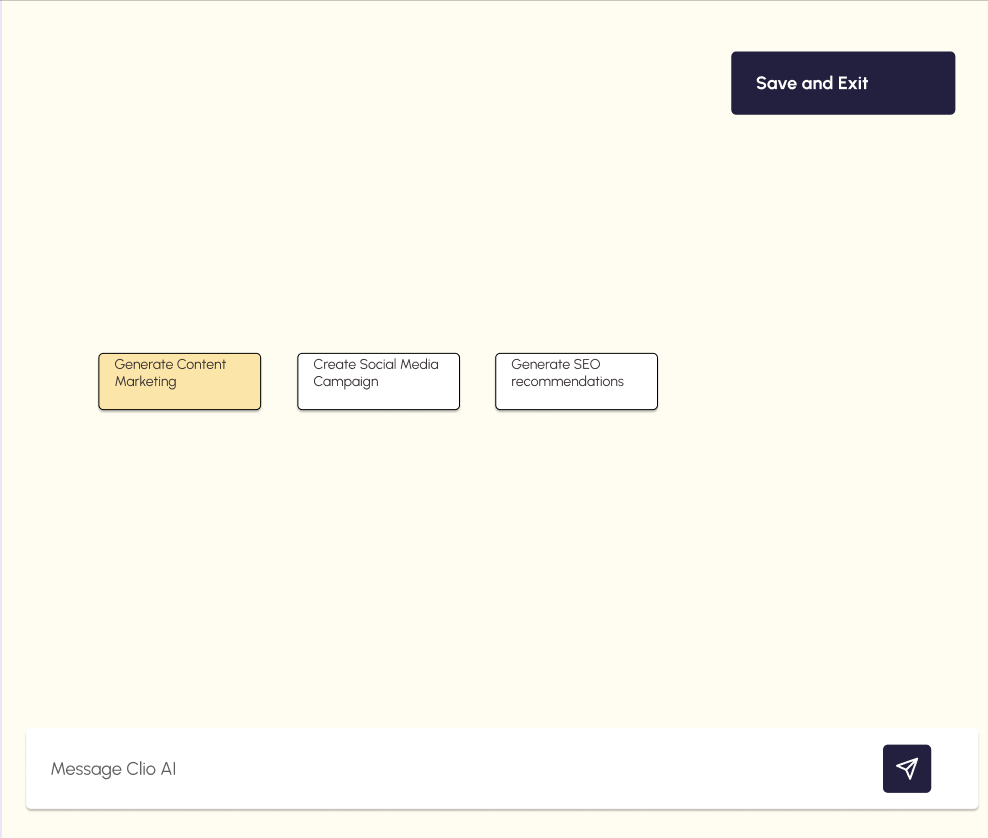 Save and Exit
Generate Content
Marketing
Create Social Media
Campaign
Generate SEO
recommendations
Message Clio AI